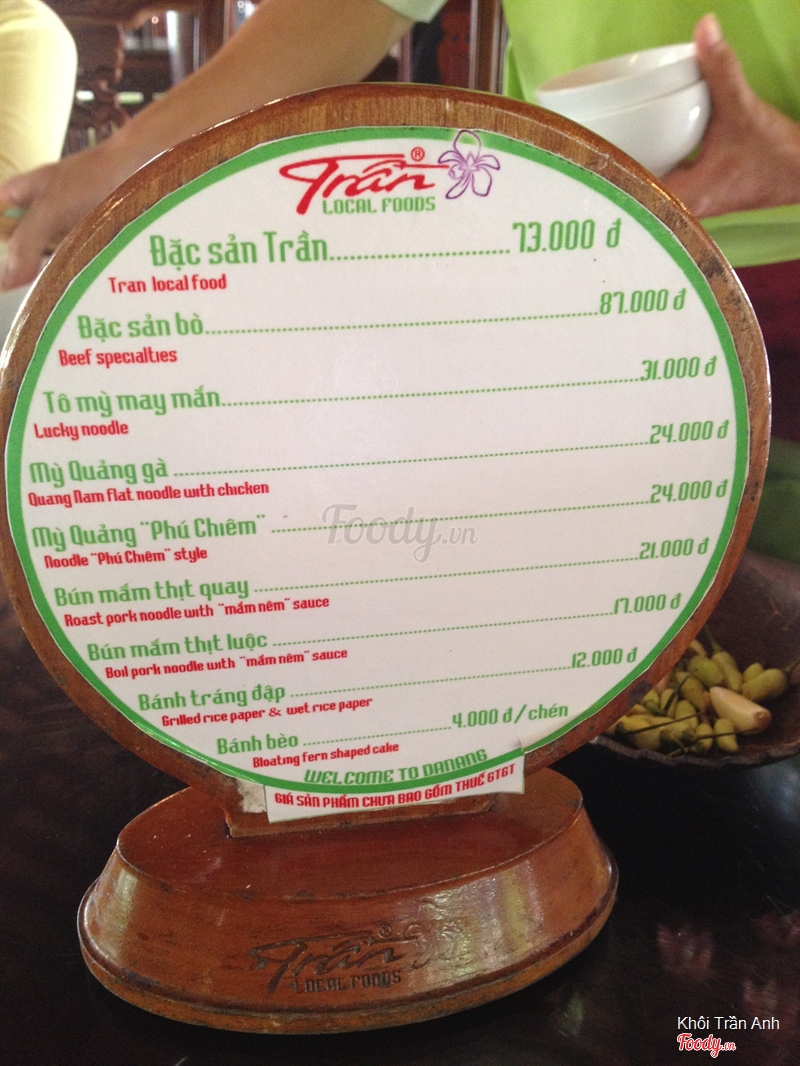 Trần ®
LOCAL FOODS
Đặc sản Trần.............................73.000 đ
Tran local food
Đặc sản bò............................................................87.000 đ
Beef specialties
Tô mỳ may mắn............................................................31.000 đ
Lucky noodle
Mỳ Quảng gà ............................................................24.000 đ
Quang Nam flat noodle with chicken
Mỳ Quảng "Phú Chiêm" ..................................................24.000 đ
Noodle "Phú Chiêm" style
Bún mắm thịt quay ..................................................21.000 đ
Roast pork noodle with "mắm nêm" sauce
Bún mắm thịt luộc ..................................................17.000 đ
Boil pork noodle with "mắm nêm" sauce
Bánh tráng đập ........................................12.000 đ
Grilled rice paper & wet rice paper
Bánh bèo ..............................4.000 đ/chén
Bloating fern shaped cake
WELCOME TO DANANG
GIÁ SẢN PHẨM CHƯA BAO GỒM THUẾ GTGT
Foody.vn
Trần ®
LOCAL FOODS
Khôi Trần Anh
Foody.vn